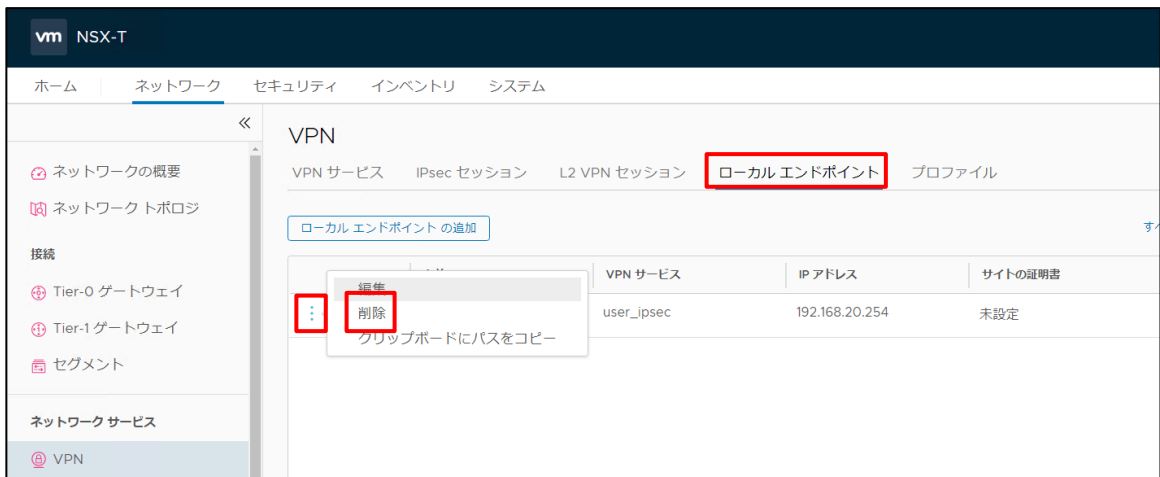 vm NSX-T
ホーム ネットワーク セキュリティ インベントリ システム
VPN
VPN サービス IPsec セッション L2 VPN セッション ローカル エンドポイント プロファイル
ネットワークの概要
ネットワーク トポロジ
接続
Tier-0 ゲートウェイ
Tier-1 ゲートウェイ
セグメント
ネットワーク サービス
VPN
ローカル エンドポイント の追加
VPN サービス IP アドレス サイトの証明書
編集
削除
クリップボードにパスをコピー
user_ipsec 192.168.20.254 未設定